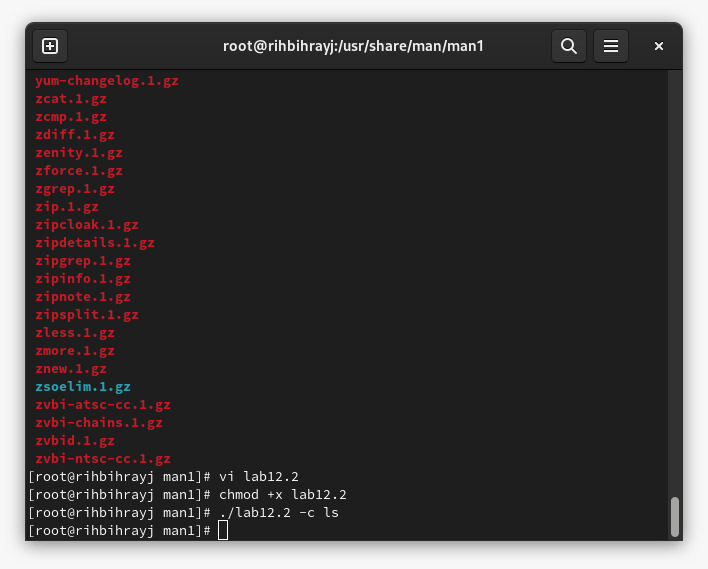 root@rihbihrayj:/usr/share/man/man1
yum-changelog.1.gz
zcat.1.gz
zcmp.1.gz
zdiff.1.gz
zenity.1.gz
zforce.1.gz
zgrep.1.gz
zip.1.gz
zipcloak.1.gz
zipdetails.1.gz
zipgrep.1.gz
zipinfo.1.gz
zipnote.1.gz
zipsplit.1.gz
zless.1.gz
zmore.1.gz
znew.1.gz
zsoelim.1.gz
zvbi-atsc-cc.1.gz
zvbi-chains.1.gz
zvbid.1.gz
zvbi-ntsc-cc.1.gz
[root@rihbihrayj man1]# vi lab12.2
[root@rihbihrayj man1]# chmod +x lab12.2
[root@rihbihrayj man1]# ./lab12.2 -c ls
[root@rihbihrayj man1]#